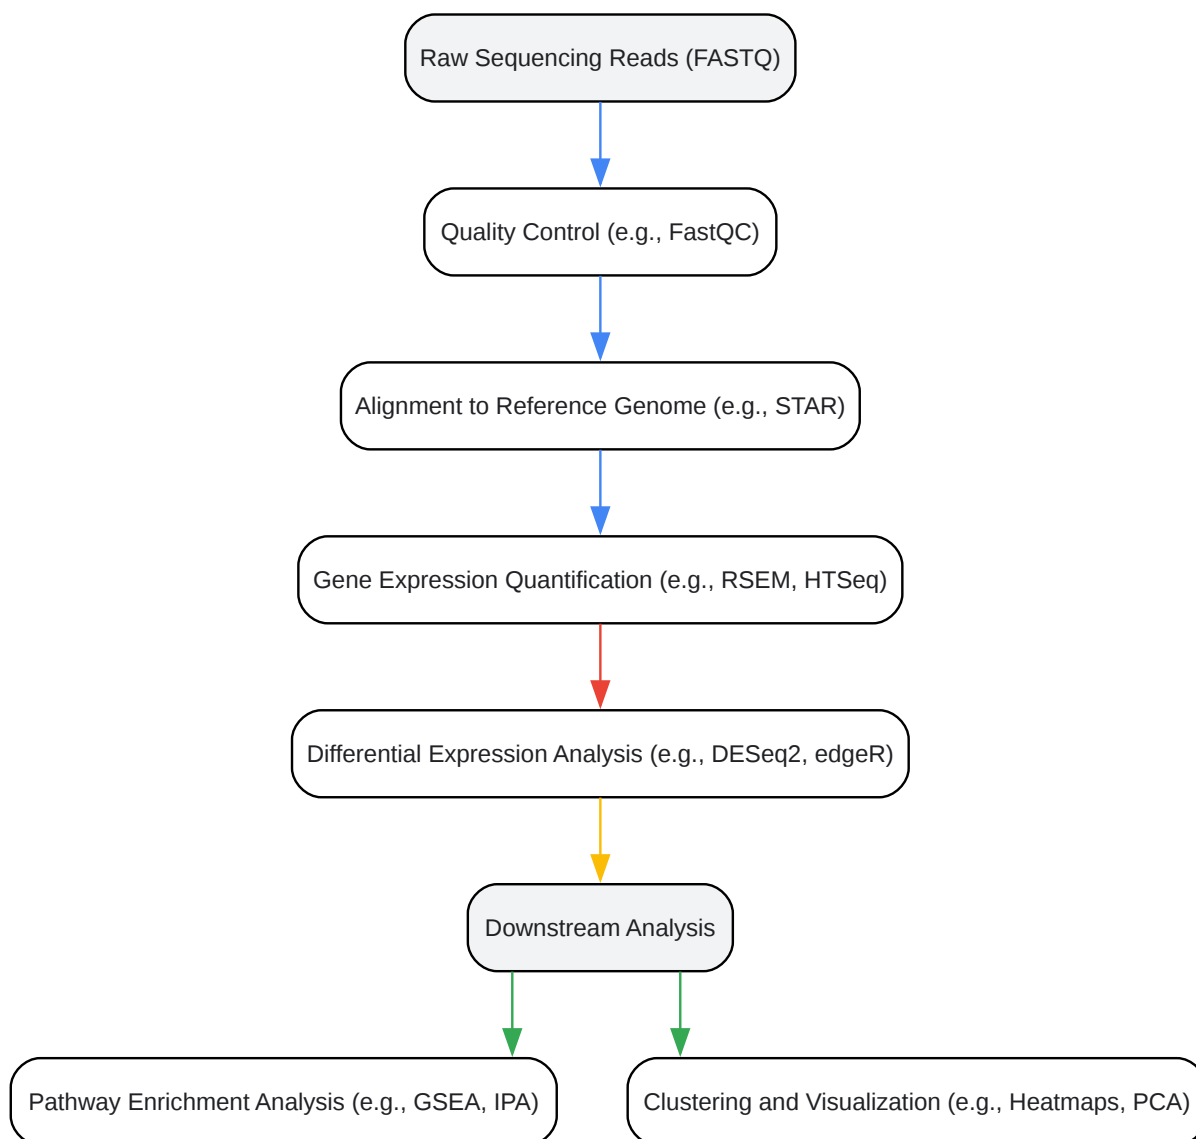 Raw Sequencing Reads (FASTQ)
Quality Control (e.g., FastQC)
Alignment to Reference Genome (e.g., STAR)
Gene Expression Quantification (e.g., RSEM, HTSeq)
Differential Expression Analysis (e.g., DESeq2, edgeR)
Downstream Analysis
Pathway Enrichment Analysis (e.g., GSEA, IPA)
Clustering and Visualization (e.g., Heatmaps, PCA)